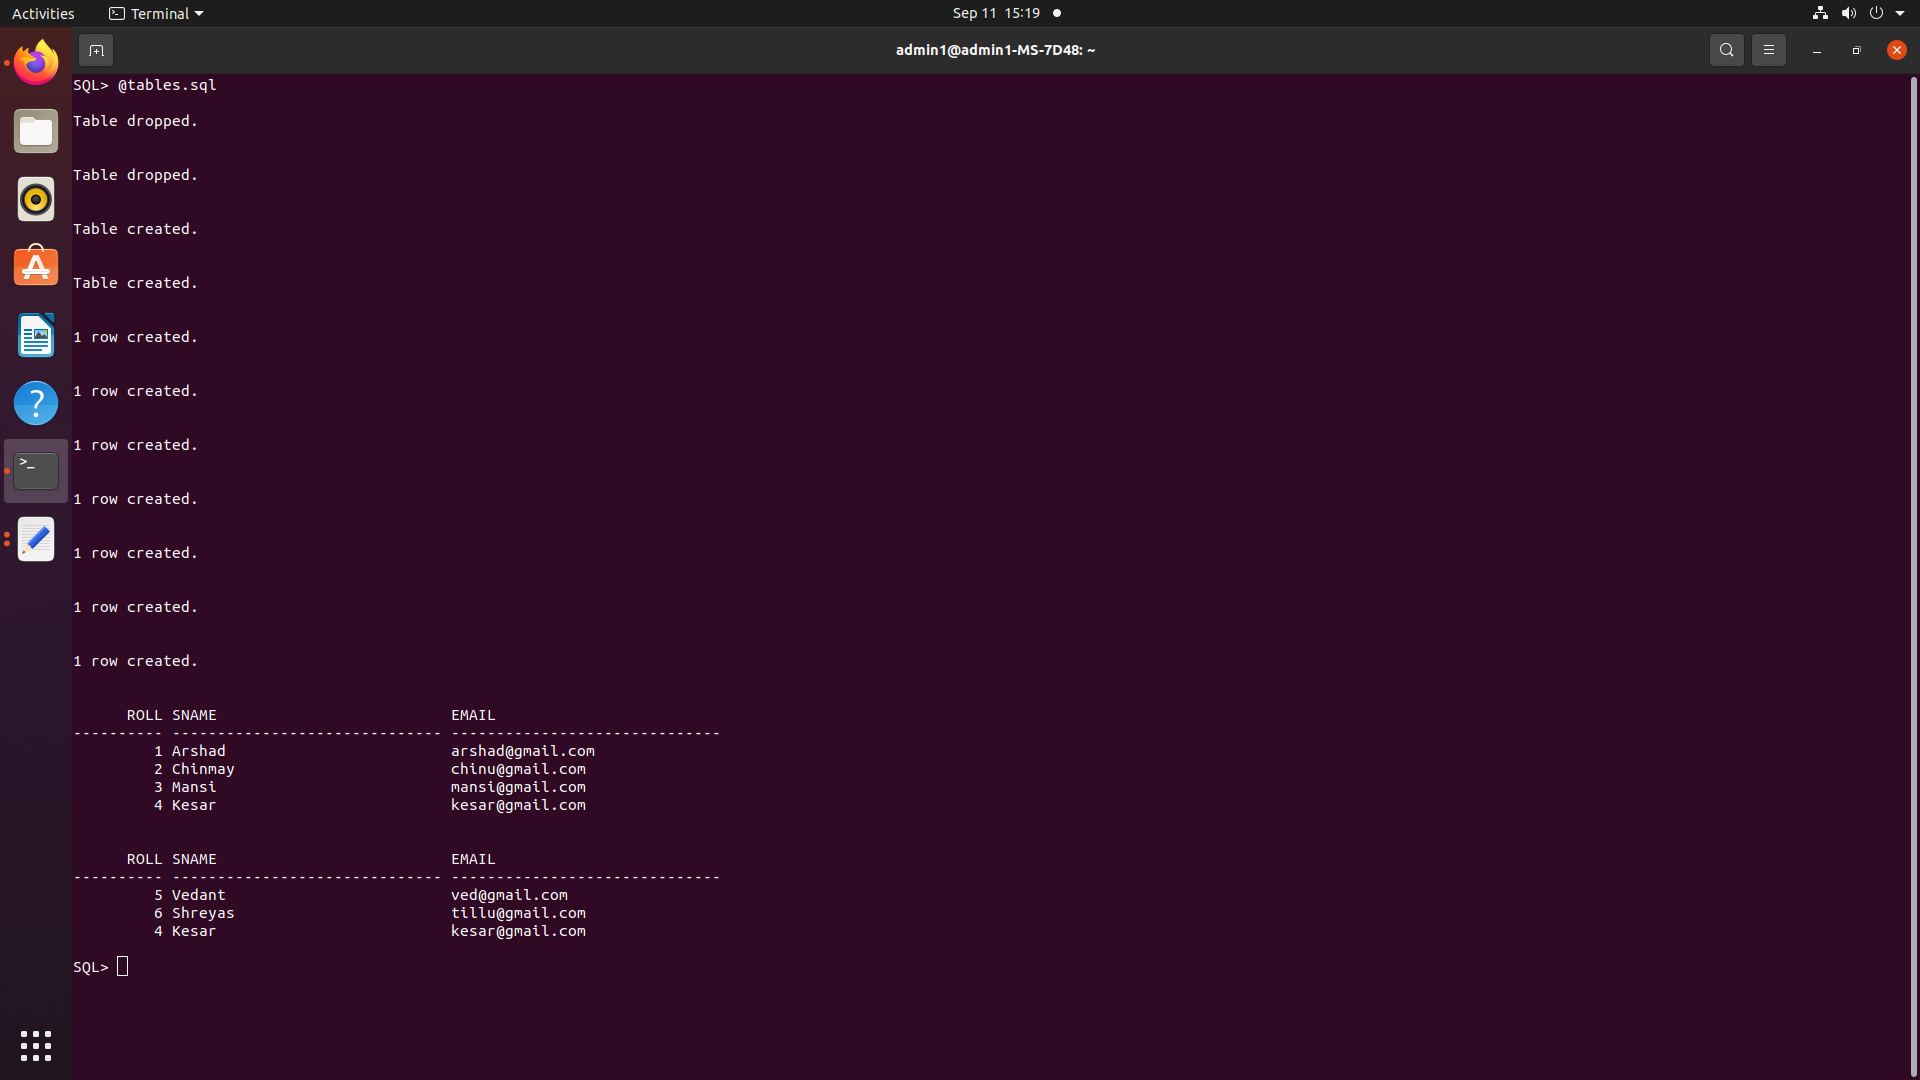 Activities Terminal Sep 11 15:19
admin1@admin1-MS-7D48: ~
SQL> @tables.sql
Table dropped.
Table dropped.
Table created.
Table created.
1 row created.
1 row created.
1 row created.
1 row created.
1 row created.
1 row created.
1 row created.
ROLL SNAME EMAIL
---------- ------------------------------ ------------------------------
1 Arshad arshad@gmail.com
2 Chinmay chinu@gmail.com
3 Mansi mansi@gmail.com
4 Kesar kesar@gmail.com
ROLL SNAME EMAIL
---------- ------------------------------ ------------------------------
5 Vedant ved@gmail.com
6 Shreyas tillu@gmail.com
4 Kesar kesar@gmail.com
SQL>